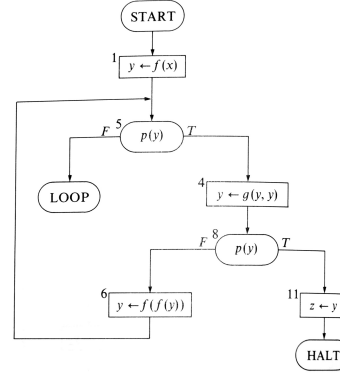 START
1
y ← f(x)
5
F p(y) T
LOOP
4
y ← g(y, y)
8
F p(y) T
6
y ← f(f(y))
11
z ← y
HALT